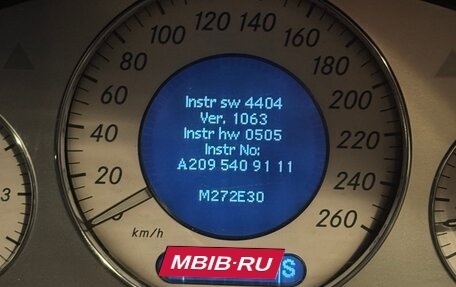 100
120
140
160
180
200
220
240
260
80
60
40
20
km/h
Instr sw 4404
Ver. 1063
Instr hw 0505
Instr No:
A209 540 91 11
M272E30
S
3
MBIB-RU